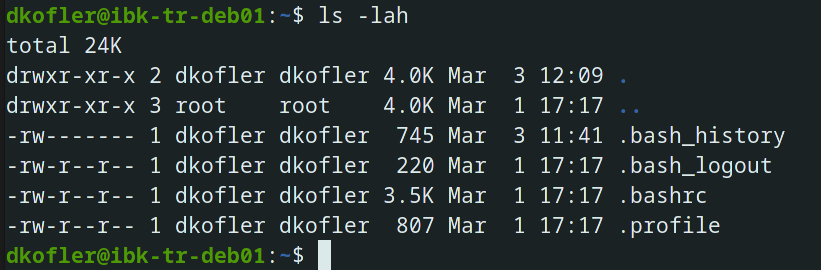 dkofler@ibk-tr-deb01:~$ ls -lah
total 24K
drwxr-xr-x 2 dkofler dkofler 4.0K Mar  3 12:09 .
drwxr-xr-x 3 root    root    4.0K Mar  1 17:17 ..
-rw------- 1 dkofler dkofler  745 Mar  3 11:41 .bash_history
-rw-r--r-- 1 dkofler dkofler  220 Mar  1 17:17 .bash_logout
-rw-r--r-- 1 dkofler dkofler 3.5K Mar  1 17:17 .bashrc
-rw-r--r-- 1 dkofler dkofler  807 Mar  1 17:17 .profile
dkofler@ibk-tr-deb01:~$